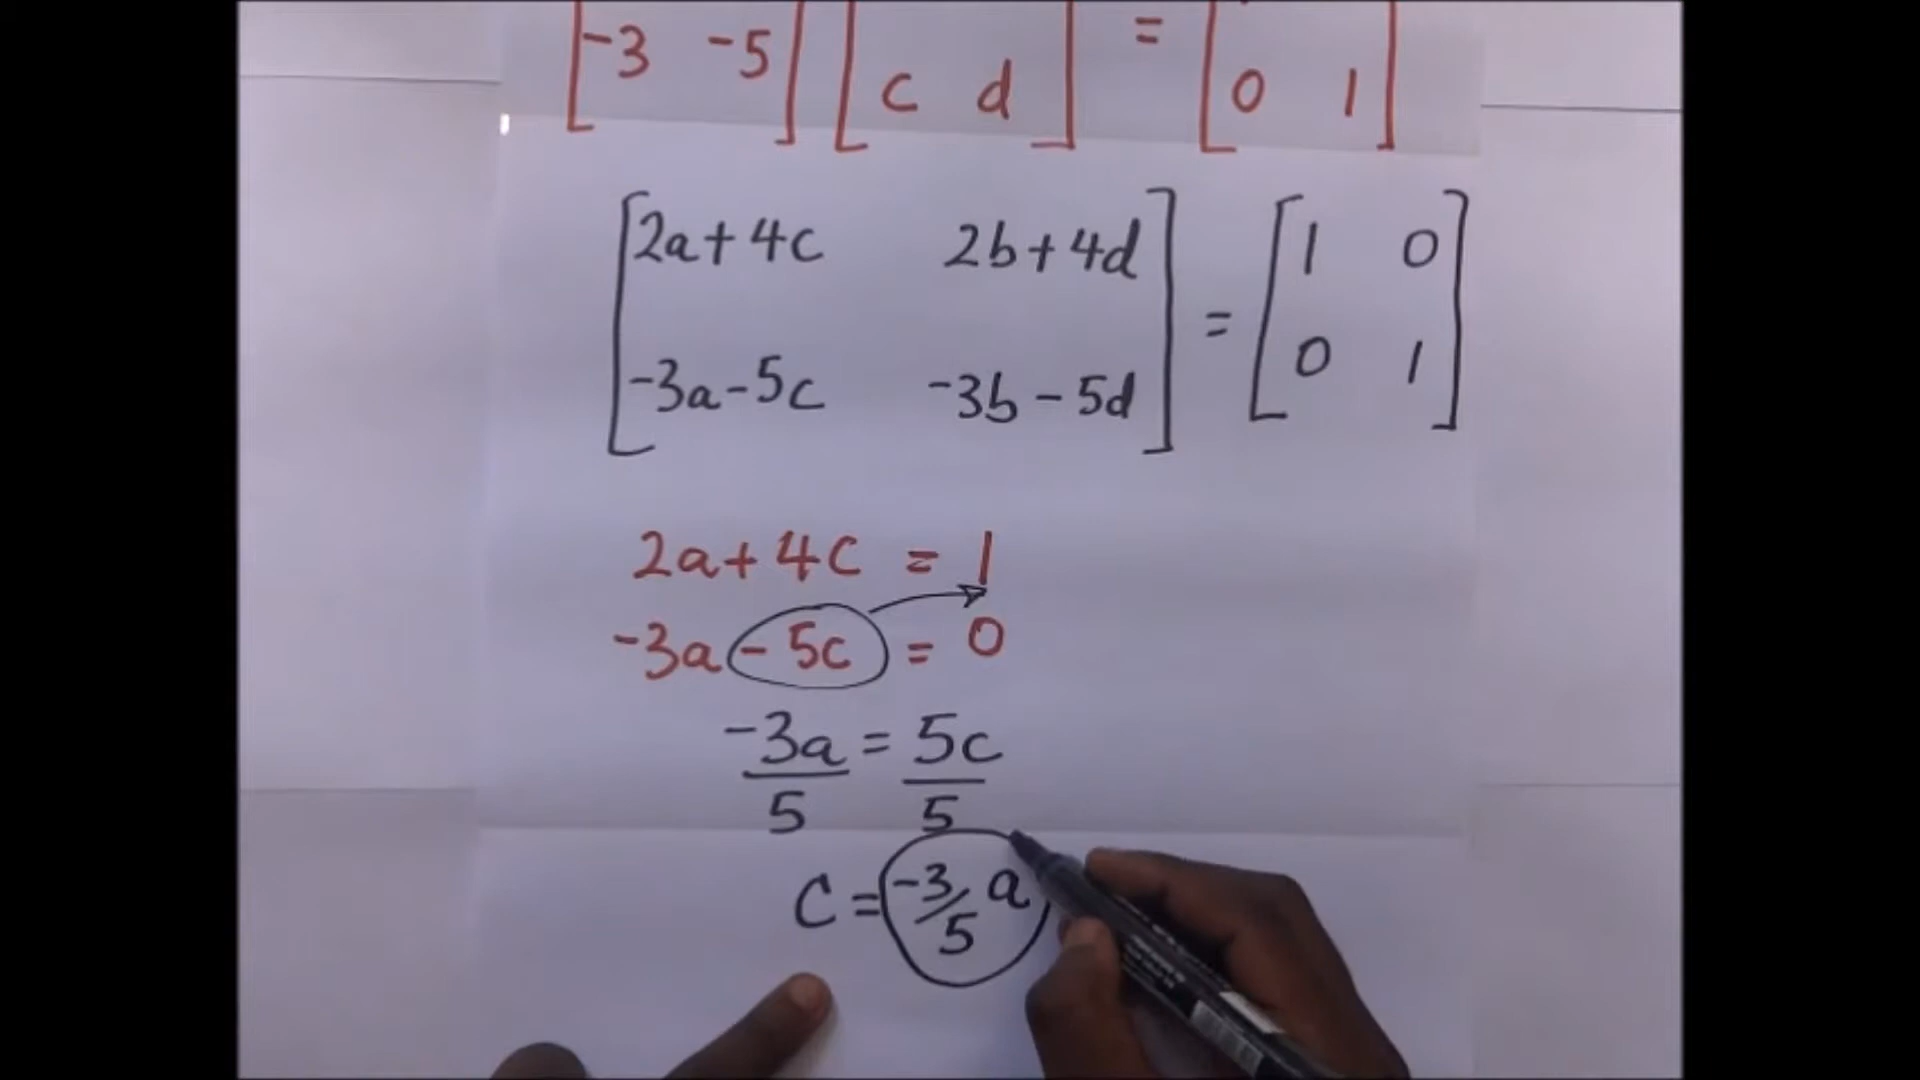 -3 -5 c d = 0 1
2a+4c 2b+4d 1 0
=
-3a-5c -3b-5d 0 1
2a+4c = 1
-3a-5c = 0
-3a = 5c
5 5
c = -3/5 a